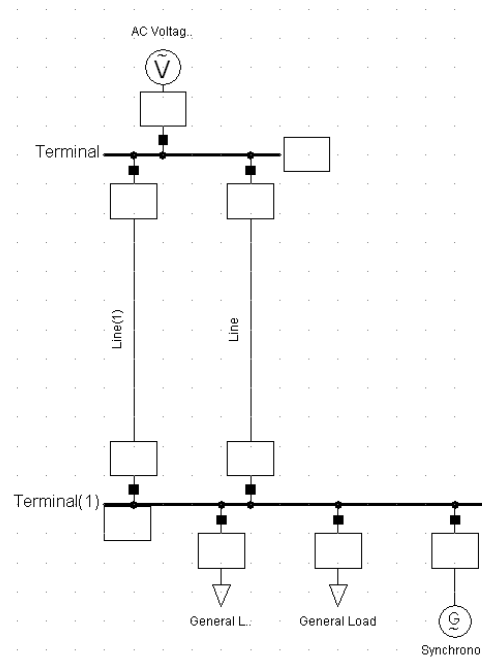 AC Voltag..
V
Terminal
Line(1)
Line
Terminal(1)
General L..
General Load
G
Synchrono